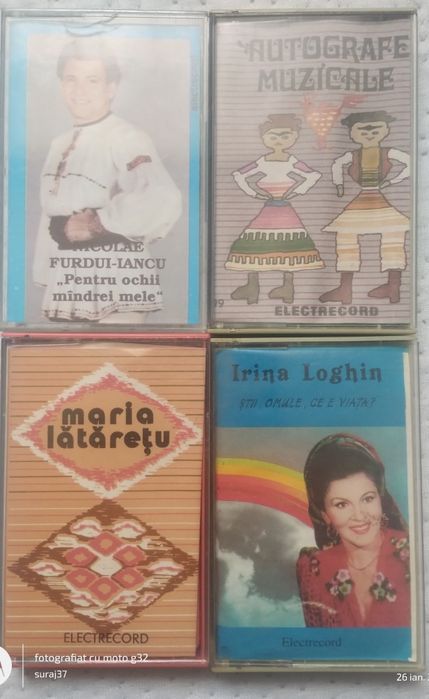 NICOLAE
FURDUI-IANCU
„Pentru ochii
mîndrei mele“
AUTOGRAFE
MUZICALE
ELECTRECORD
maria
lătărețu
ELECTRECORD
Irina Loghin
ȘTII, OMULE, CE E VIAȚA?
Electrecord
fotografiat cu moto g32
suraj37
26 ian.